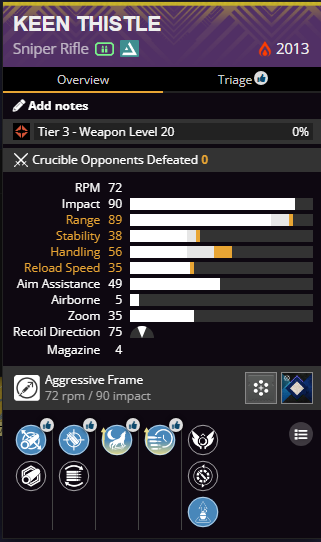 KEEN THISTLE
Sniper Rifle 2013
Overview Triage
Add notes
Tier 3 - Weapon Level 20 0%
Crucible Opponents Defeated 0
RPM 72
Impact 90
Range 89
Stability 38
Handling 56
Reload Speed 35
Aim Assistance 49
Airborne 5
Zoom 35
Recoil Direction 75
Magazine 4
Aggressive Frame
72 rpm / 90 impact